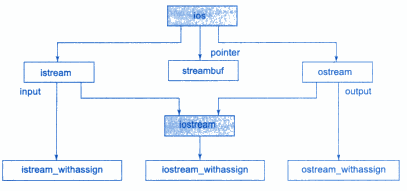 ios
pointer
istream
streambuf
ostream
input
output
iostream
istream_withassign
iostream_withassign
ostream_withassign